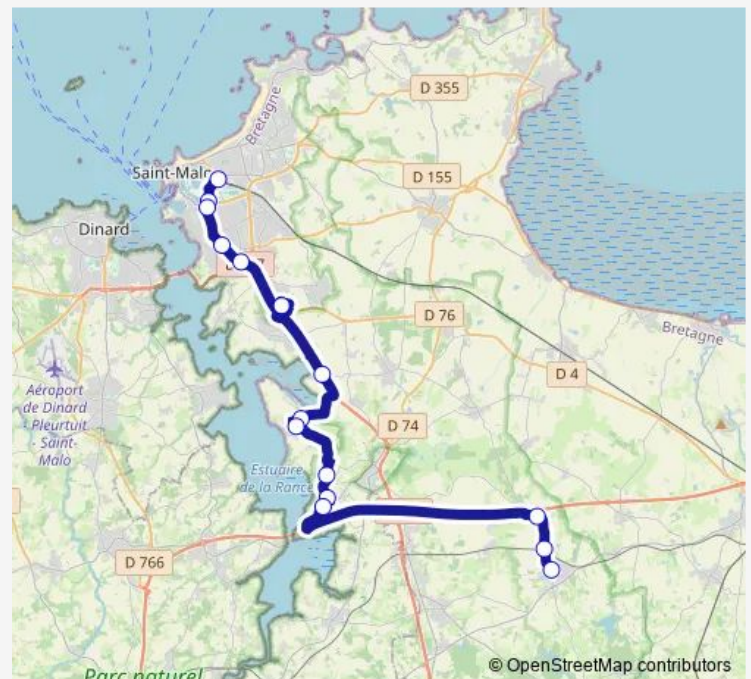 D 355
Bretagne
Saint-Malo
D 155
Dinard
D 76
Bretagne
D 4
Aéroport
de Dinard
- Pleurtuit
- Saint-
Malo
D 74
Estuaire
de la Rance
D 766
Parc naturel
© OpenStreetMap contributors